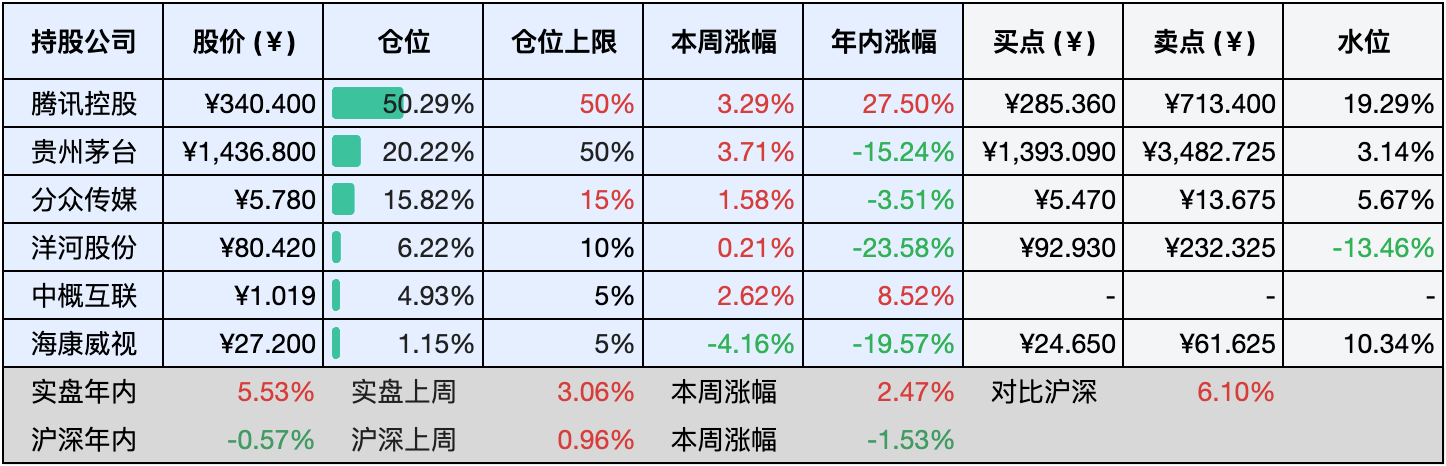 持股公司 股价 (¥) 仓位 仓位上限 本周涨幅 年内涨幅 买点 (¥) 卖点 (¥) 水位
腾讯控股 ¥340.400 50.29% 50% 3.29% 27.50% ¥285.360 ¥713.400 19.29%
贵州茅台 ¥1,436.800 20.22% 50% 3.71% -15.24% ¥1,393.090 ¥3,482.725 3.14%
分众传媒 ¥5.780 15.82% 15% 1.58% -3.51% ¥5.470 ¥13.675 5.67%
洋河股份 ¥80.420 6.22% 10% 0.21% -23.58% ¥92.930 ¥232.325 -13.46%
中概互联 ¥1.019 4.93% 5% 2.62% 8.52% - - -
海康威视 ¥27.200 1.15% 5% -4.16% -19.57% ¥24.650 ¥61.625 10.34%
实盘年内 5.53% 实盘上周 3.06% 本周涨幅 2.47% 对比沪深 6.10%
沪深年内 -0.57% 沪深上周 0.96% 本周涨幅 -1.53%